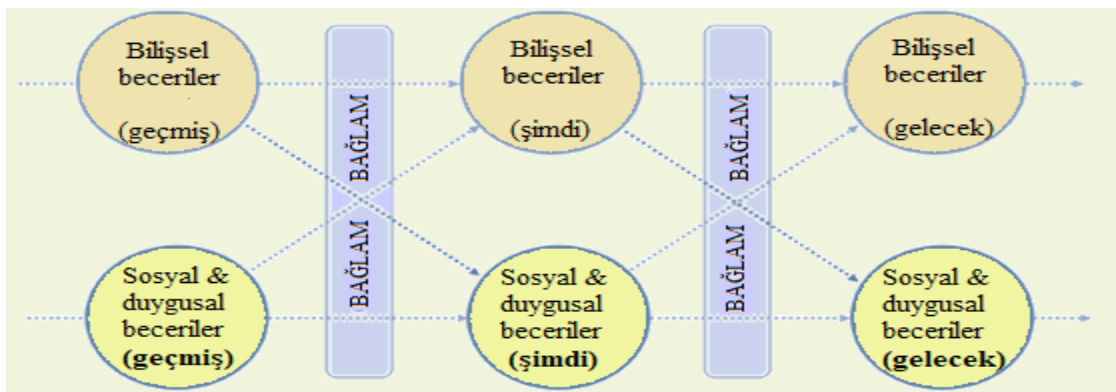 Bilişsel
beceriler
(geçmiş)
BAĞLAM
Bilişsel
beceriler
(şimdi)
BAĞLAM
Bilişsel
beceriler
(gelecek)
Sosyal &
duygusal
beceriler
(geçmiş)
BAĞLAM
Sosyal &
duygusal
beceriler
(şimdi)
BAĞLAM
Sosyal &
duygusal
beceriler
(gelecek)